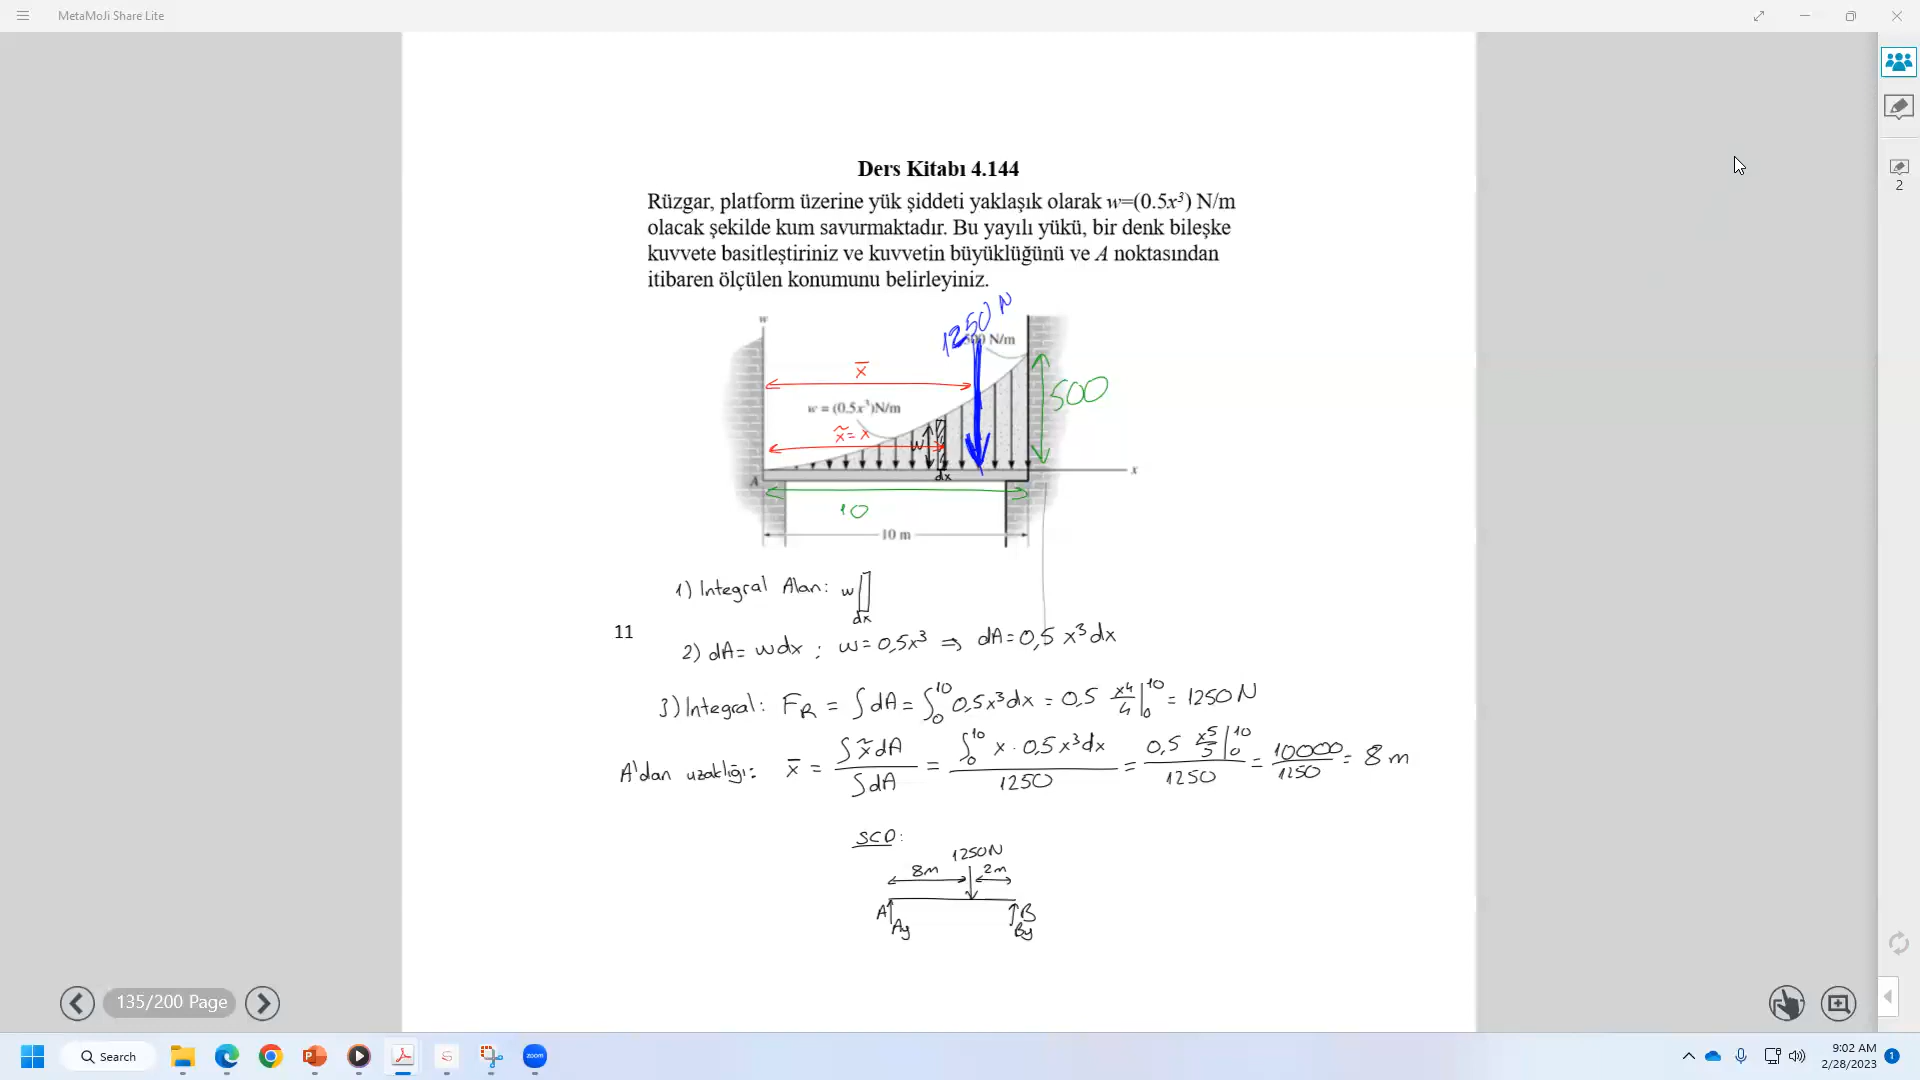 MetaMoJi Share Lite
2
Ders Kitabı 4.144
Rüzgar, platform üzerine yük şiddeti yaklaşık olarak w=(0.5x³) N/m
olacak şekilde kum savurmaktadır. Bu yayılı yükü, bir denk bileşke
kuvvete basitleştiriniz ve kuvvetin büyüklüğünü ve A noktasından
itibaren ölçülen konumunu belirleyiniz.
1250 N
w
N/m
x̄
500
w = (0.5x³)N/m
x̃ = x
w
dx
x
A
10
10 m
1) Integral Alan: w
dx
11
2) dA = wdx ; w = 0,5x³ ⇒ dA = 0,5 x³ dx
3) Integral: F_R = ∫dA = ∫₀¹⁰ 0,5x³dx = 0,5 x⁴/4 |₀¹⁰ = 1250 N
A'dan uzaklığı: x̄ = ∫x̃dA / ∫dA = ∫₀¹⁰ x · 0,5x³dx / 1250 = 0,5 x⁵/5 |₀¹⁰ / 1250 = 10000 / 1250 = 8 m
SCD:
1250N
8m 2m
A B
Ay By
135/200 Page
Search
zoom
9:02 AM
2/28/2023
1